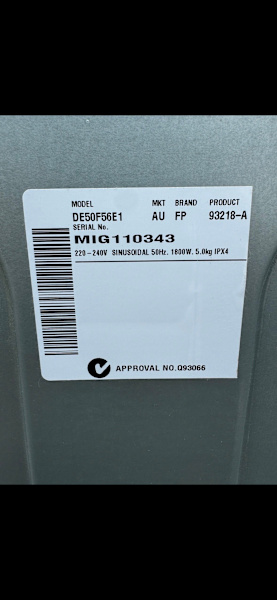 MODEL MKT BRAND PRODUCT
DE50F56E1 AU FP 93218-A
SERIAL No.
MIG110343
220-240V SINUSOIDAL 50Hz. 1800W. 5.0kg IPX4
APPROVAL NO.Q93066